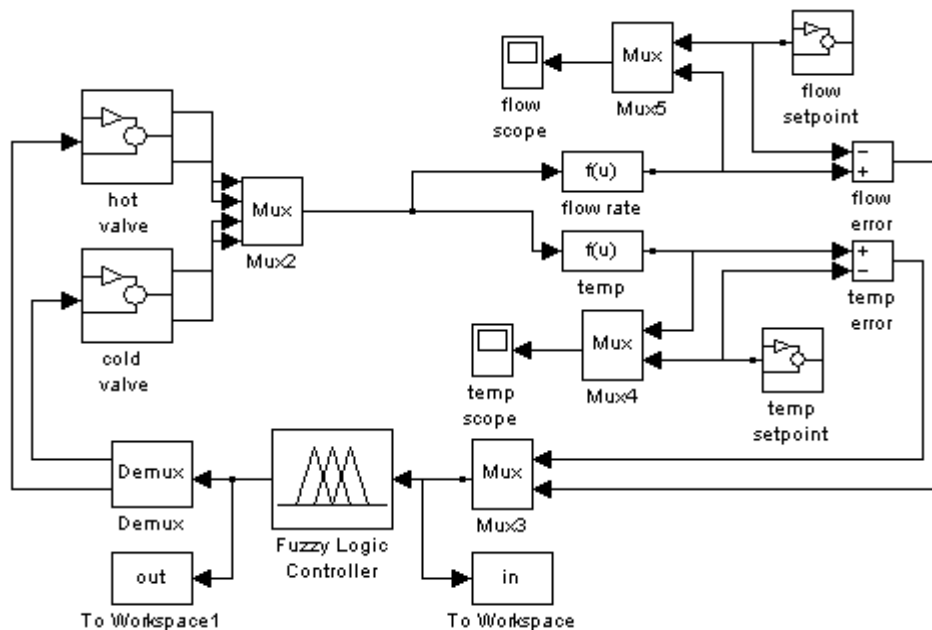 Mux
Mux5
flow
scope
flow
setpoint
hot
valve
Mux
Mux2
f(u)
flow rate
−
+
flow
error
cold
valve
f(u)
temp
+
−
temp
error
Mux
Mux4
temp
scope
temp
setpoint
Demux
Demux
Fuzzy Logic
Controller
Mux
Mux3
out
To Workspace1
in
To Workspace